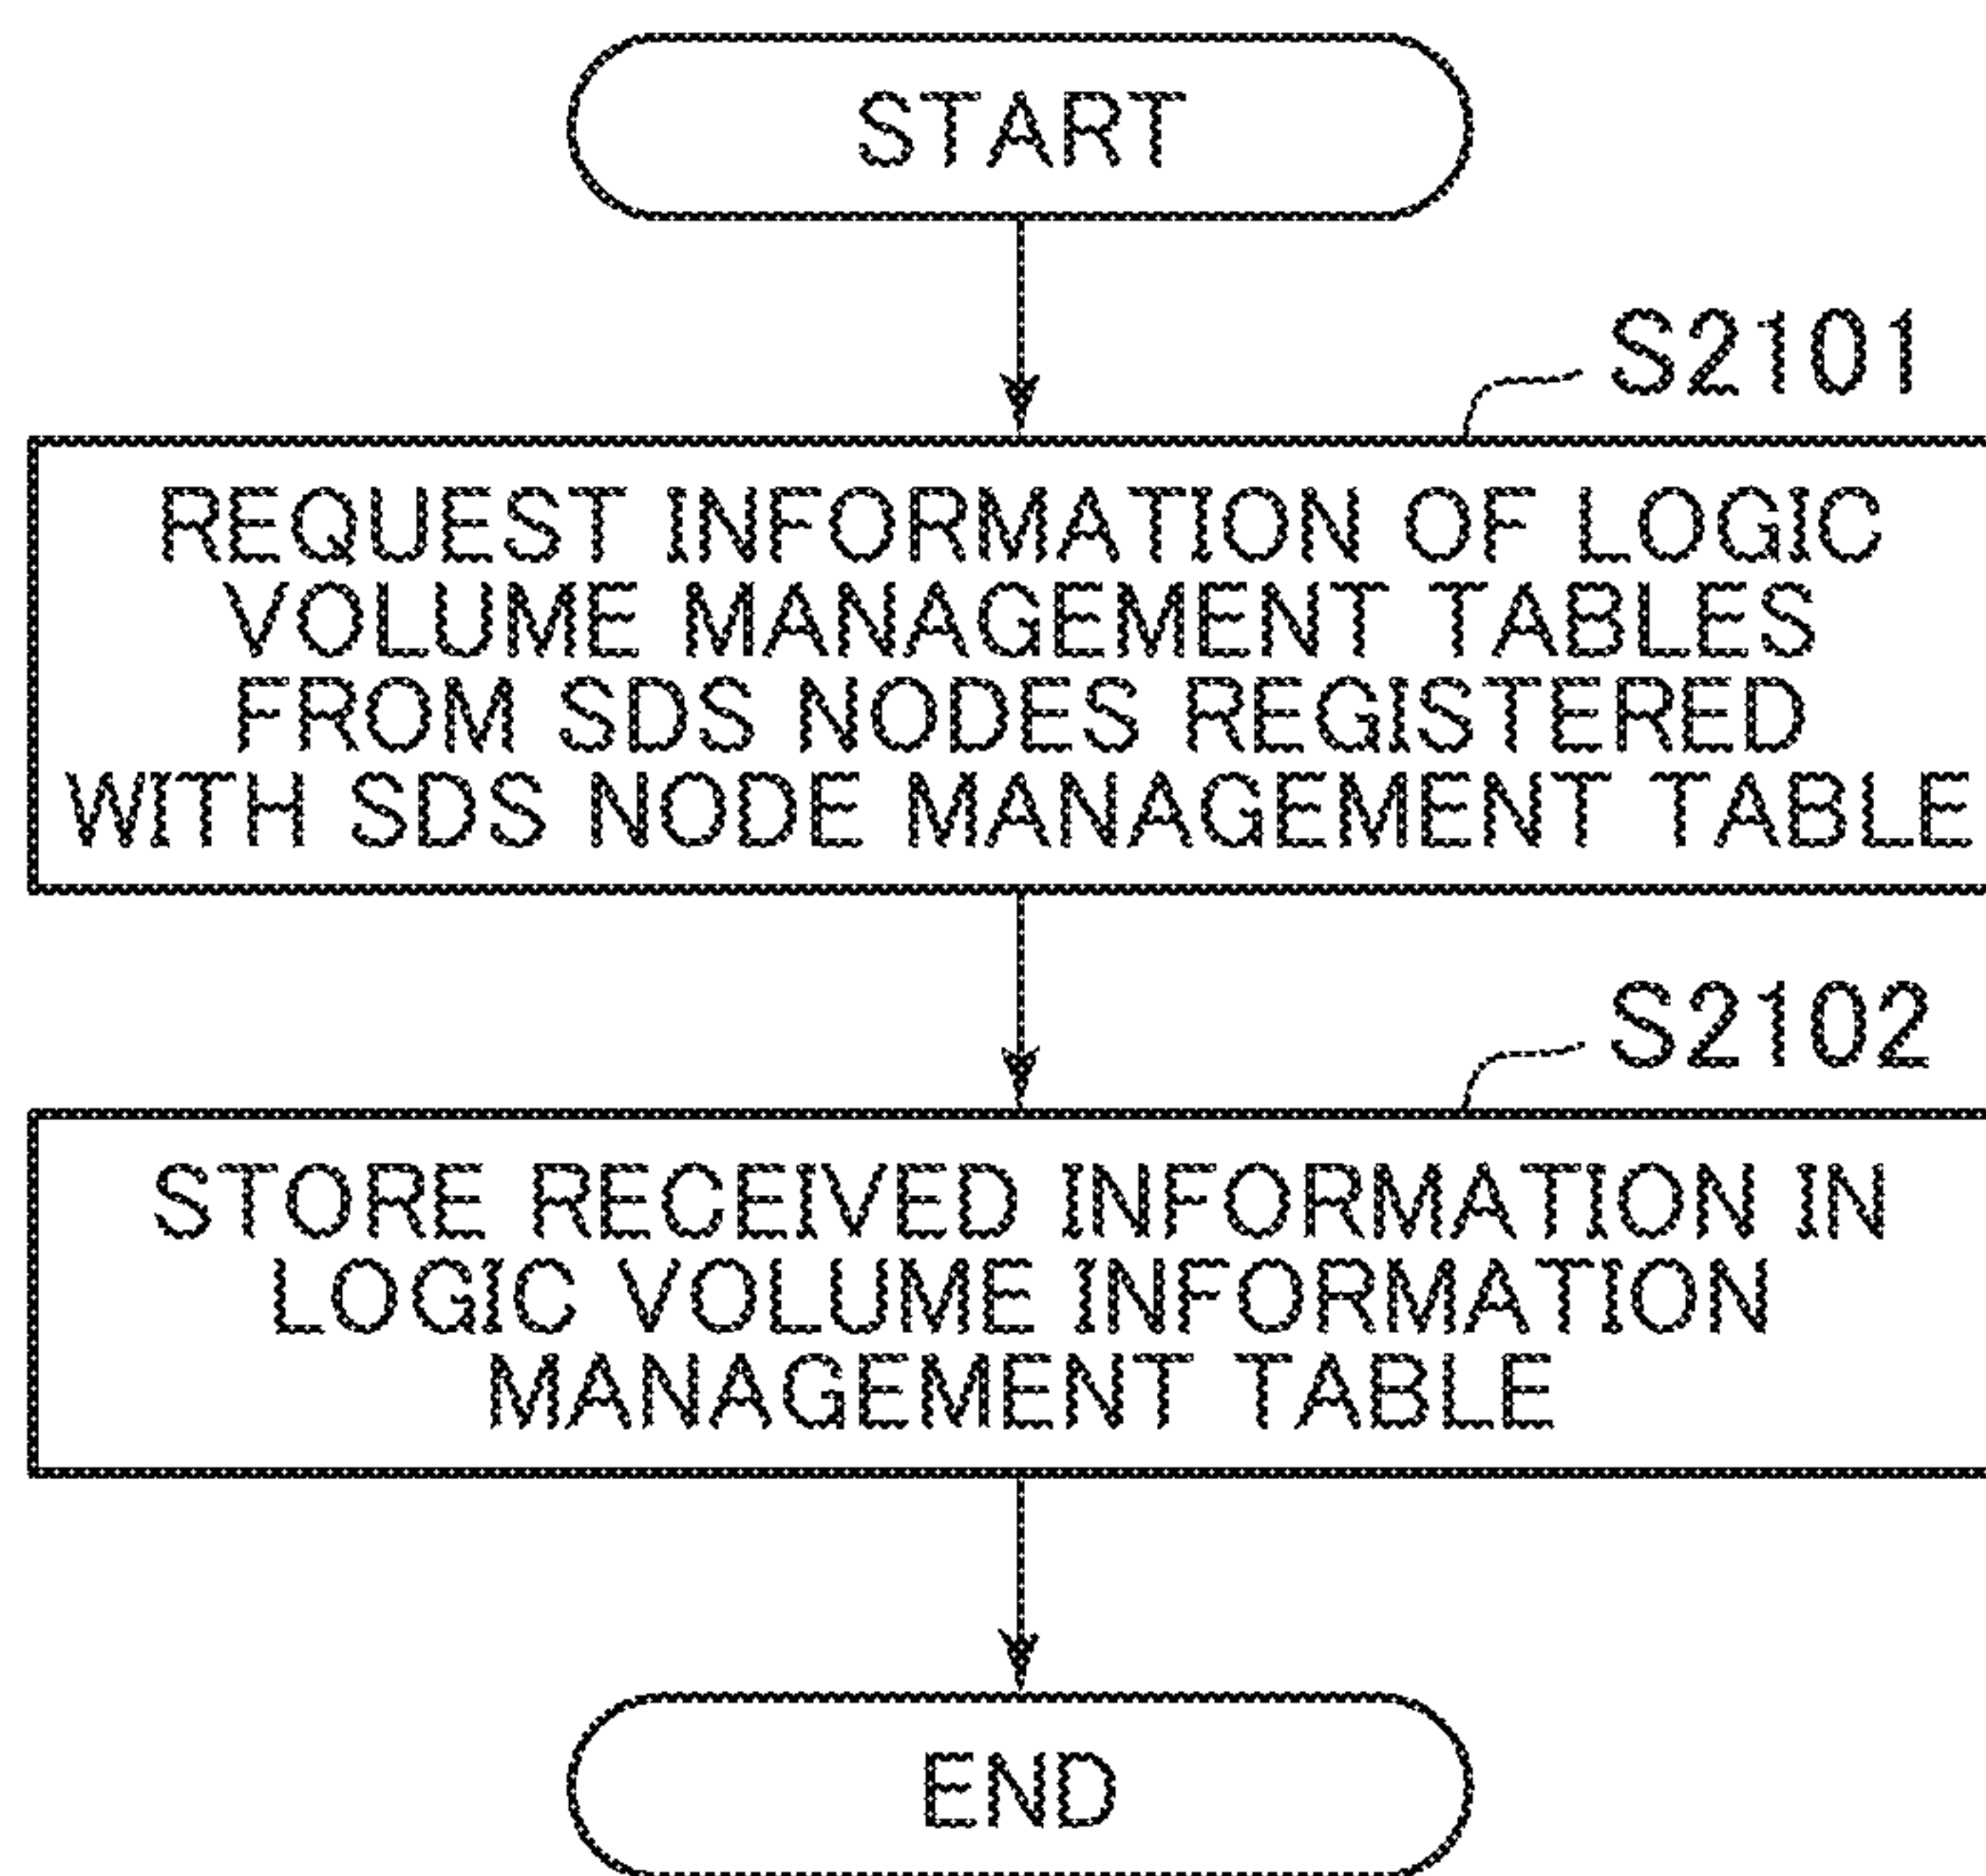 START
S2101
REQUEST INFORMATION OF LOGIC
VOLUME MANAGEMENT TABLES
FROM SDS NODES REGISTERED
WITH SDS NODE MANAGEMENT TABLE
S2102
STORE RECEIVED INFORMATION IN
LOGIC VOLUME INFORMATION
MANAGEMENT TABLE
END